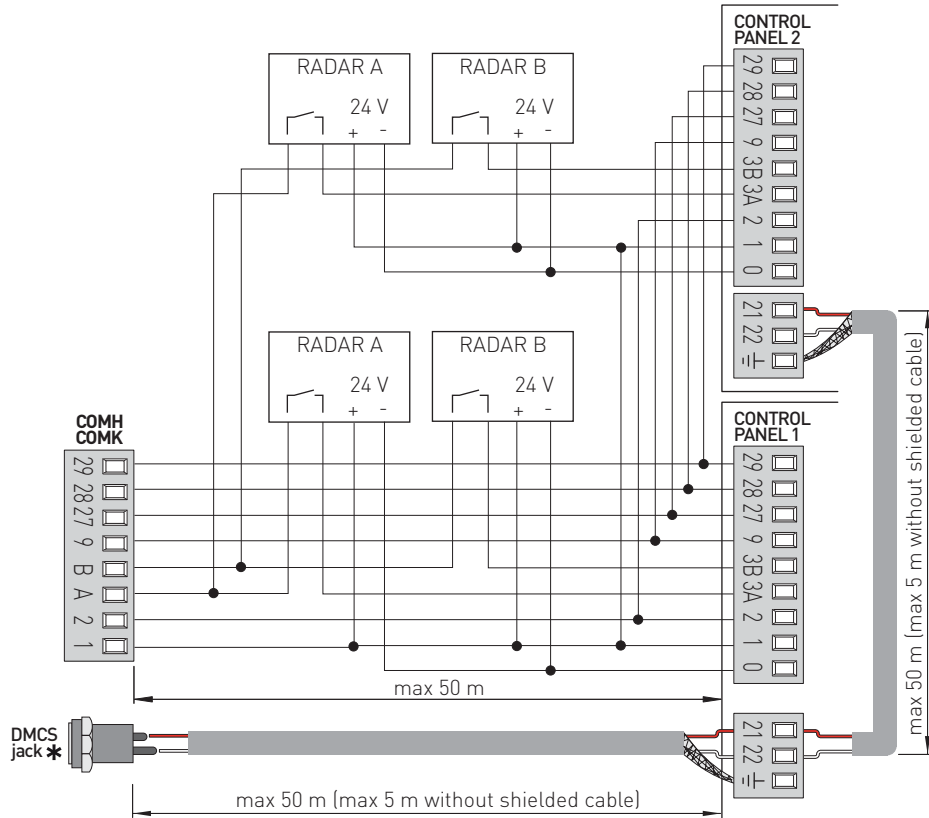 CONTROL
PANEL 2
RADAR A
24 V
+ -
RADAR B
24 V
+ -
29
28
27
9
3B
3A
2
1
0
21
22
RADAR A
24 V
+ -
RADAR B
24 V
+ -
COMH
COMK
29
28
27
9
B
A
2
1
CONTROL
PANEL 1
29
28
27
9
3B
3A
2
1
0
max 50 m (max 5 m without shielded cable)
max 50 m
DMCS
jack *
21
22
max 50 m (max 5 m without shielded cable)